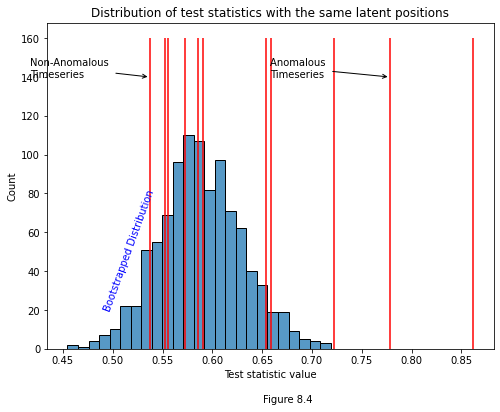 Distribution of test statistics with the same latent positions
160
140
120
100
80
60
40
20
0
Count
Non-Anomalous
Timeseries
Anomalous
Timeseries
Bootstrapped Distribution
0.45 0.50 0.55 0.60 0.65 0.70 0.75 0.80 0.85
Test statistic value
Figure 8.4